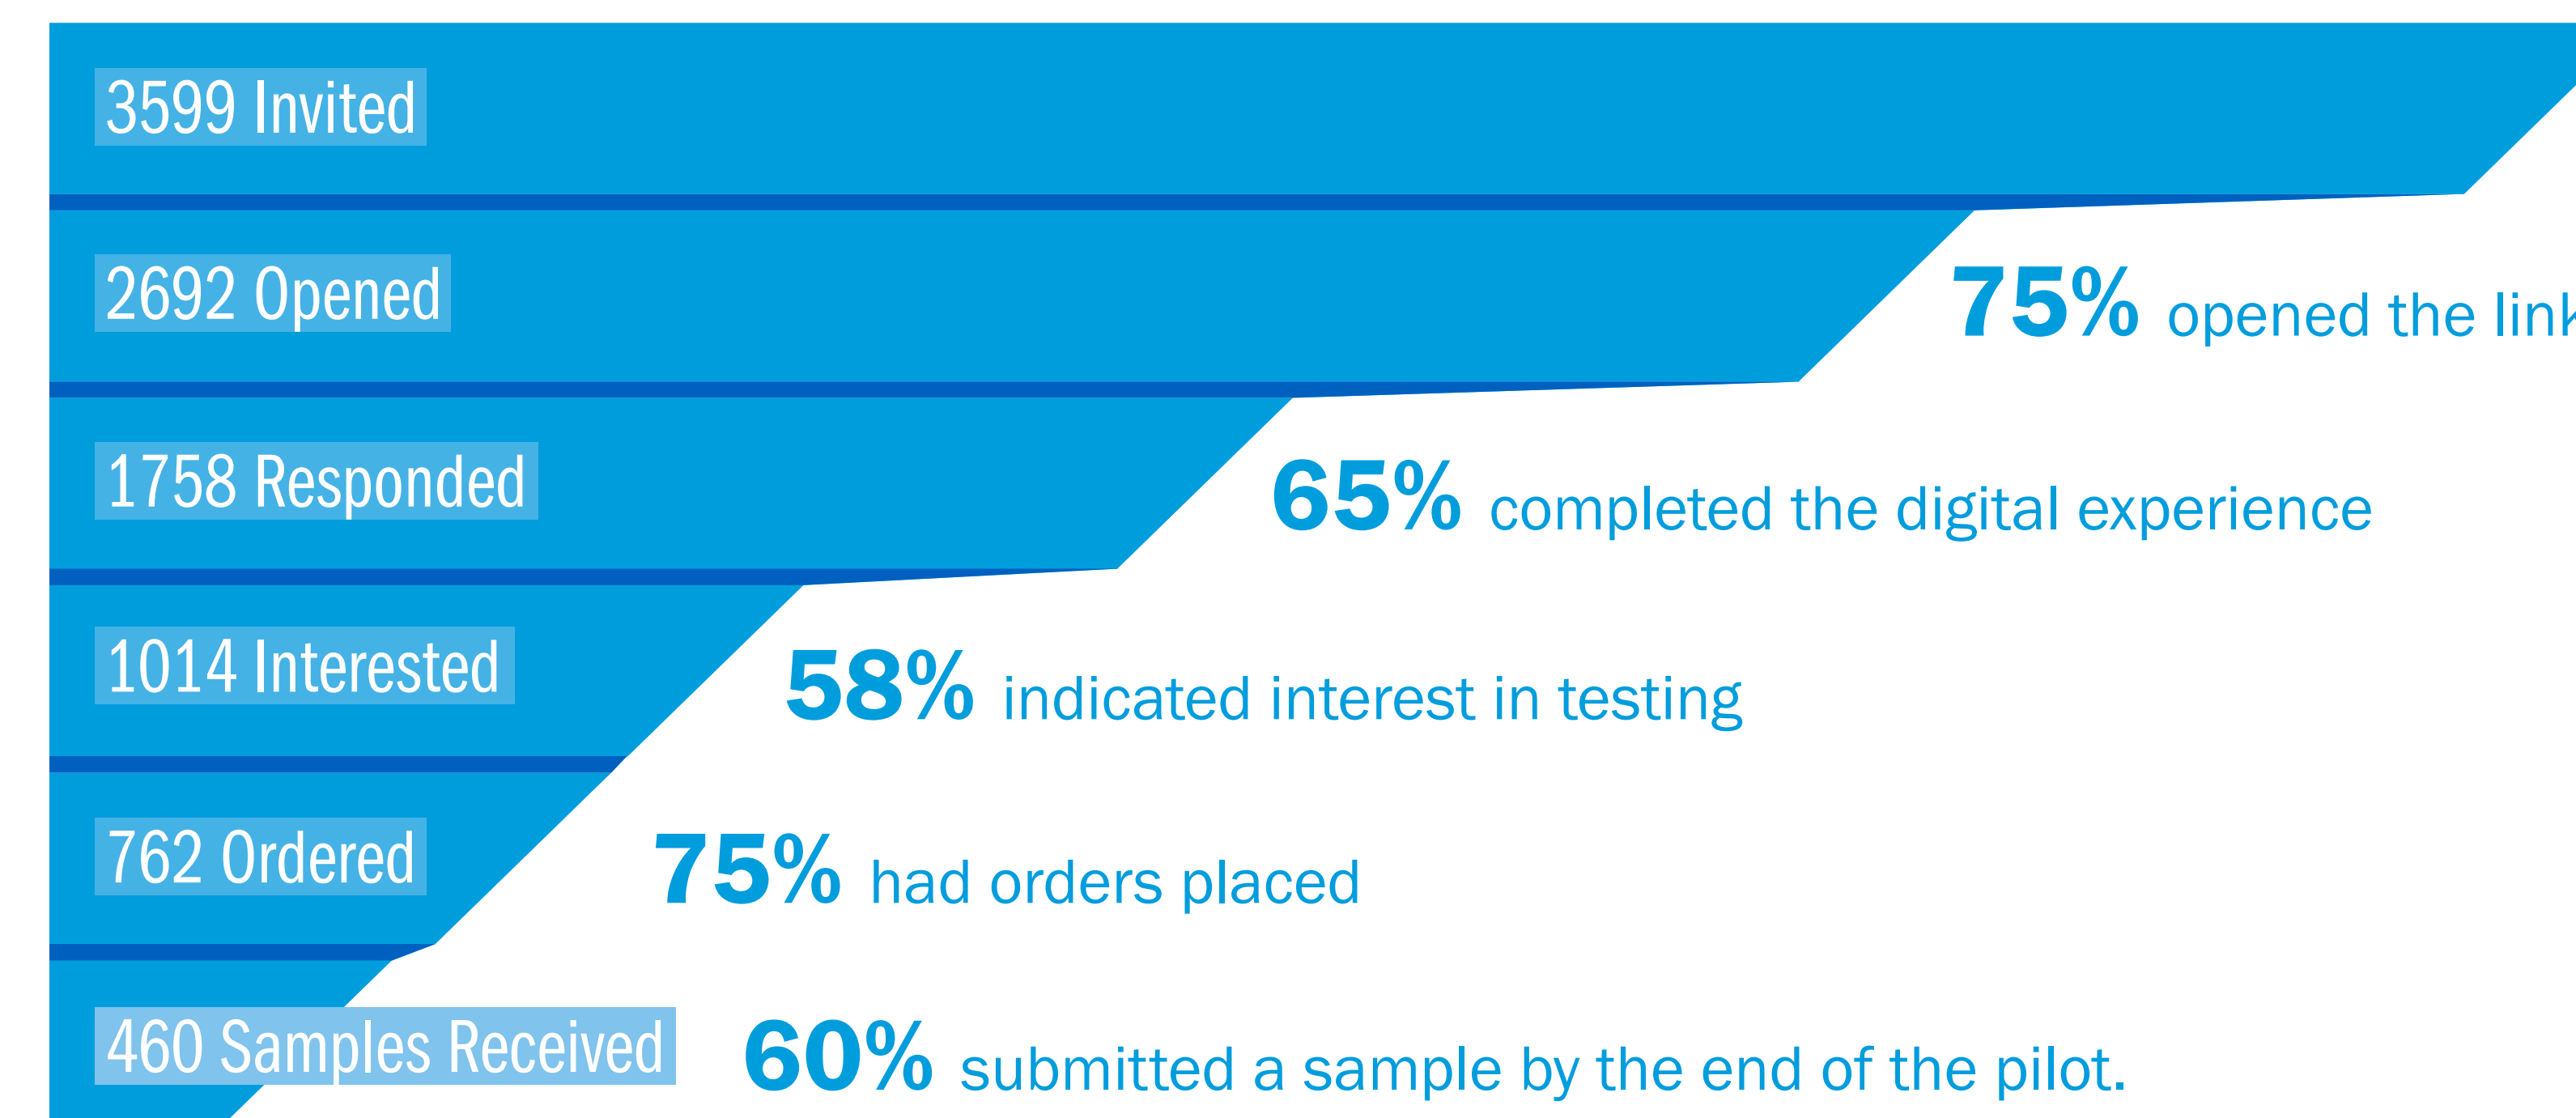 3599 Invited
2692 Opened
75% opened the link
1758 Responded
65% completed the digital experience
1014 Interested
58% indicated interest in testing
762 Ordered
75% had orders placed
460 Samples Received
60% submitted a sample by the end of the pilot.